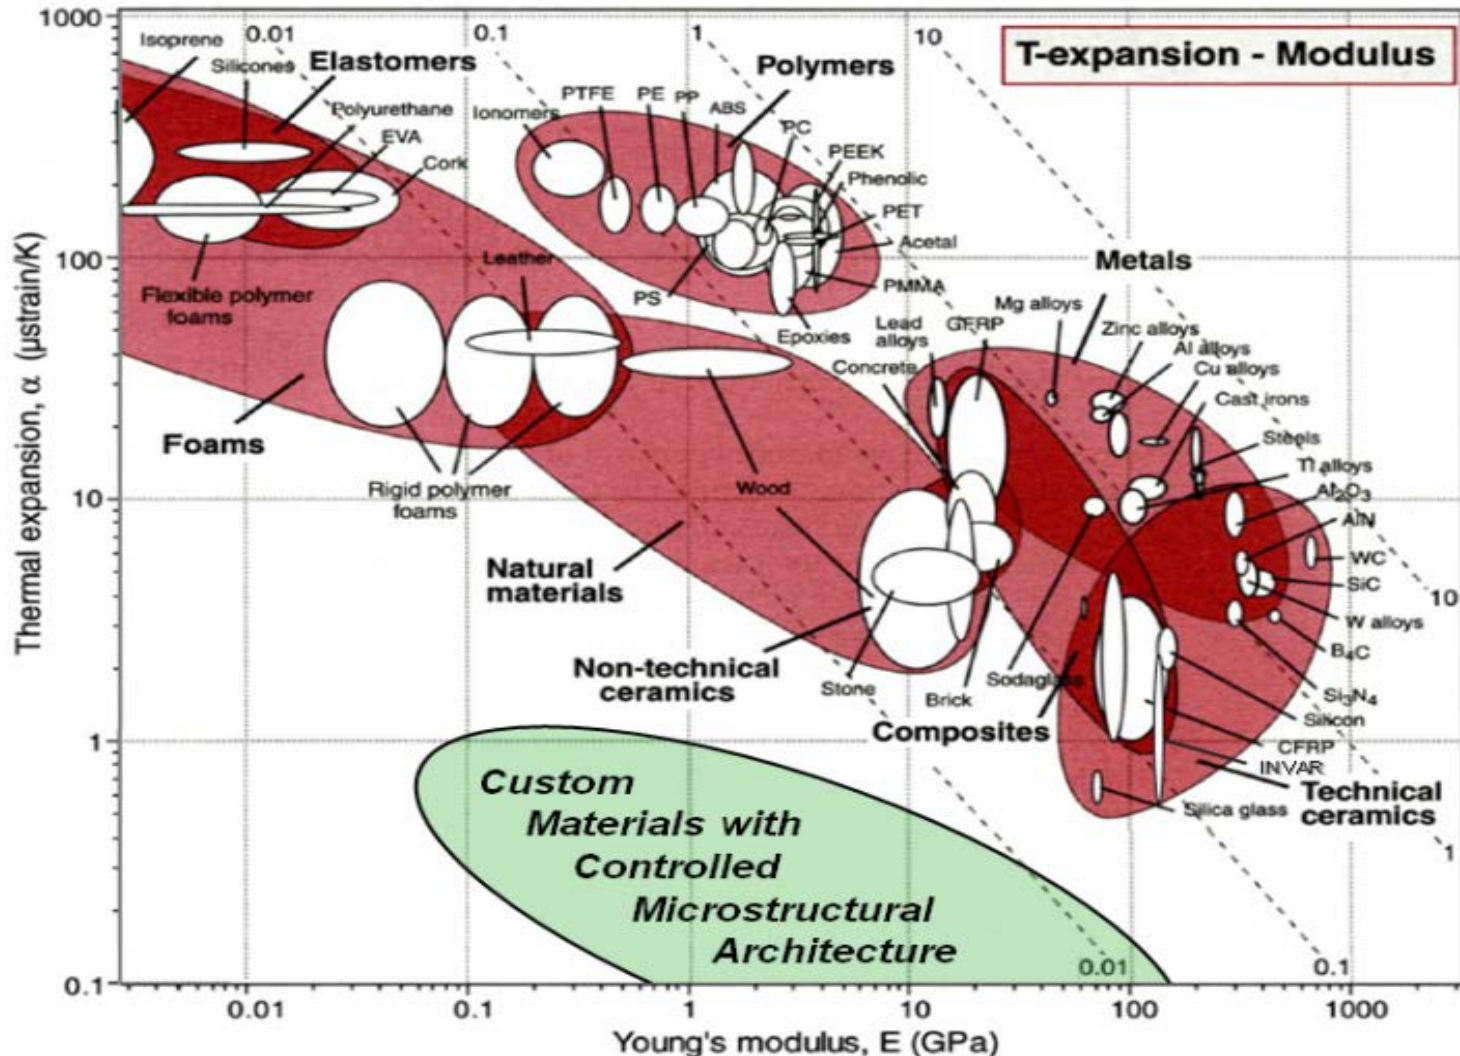 1000
0.01
0.1
1
10
T-expansion - Modulus
Isoprene
Silicones
Elastomers
Polymers
Polyurethane
EVA
Cork
Ionomers
PTFE
PE
PP
ABS
PC
PEEK
Phenolic
PET
Acetal
PMMA
PS
Epoxies
100
Leather
Flexible polymer
foams
Metals
Mg alloys
Zinc alloys
Al alloys
Cu alloys
Cast irons
Steels
Ti alloys
Al₂O₃
AlN
WC
SiC
W alloys
B₄C
Si₃N₄
Silicon
CFRP
INVAR
Lead
alloys
GFRP
Concrete
Foams
Rigid polymer
foams
Wood
10
10
Natural
materials
Non-technical
ceramics
Stone
Brick
Sodaglass
Composites
Technical
ceramics
Silica glass
1
1
Custom
Materials with
Controlled
Microstructural
Architecture
0.01
0.1
0.1
0.01
0.1
1
10
100
1000
Thermal expansion, α (µstrain/K)
Young's modulus, E (GPa)